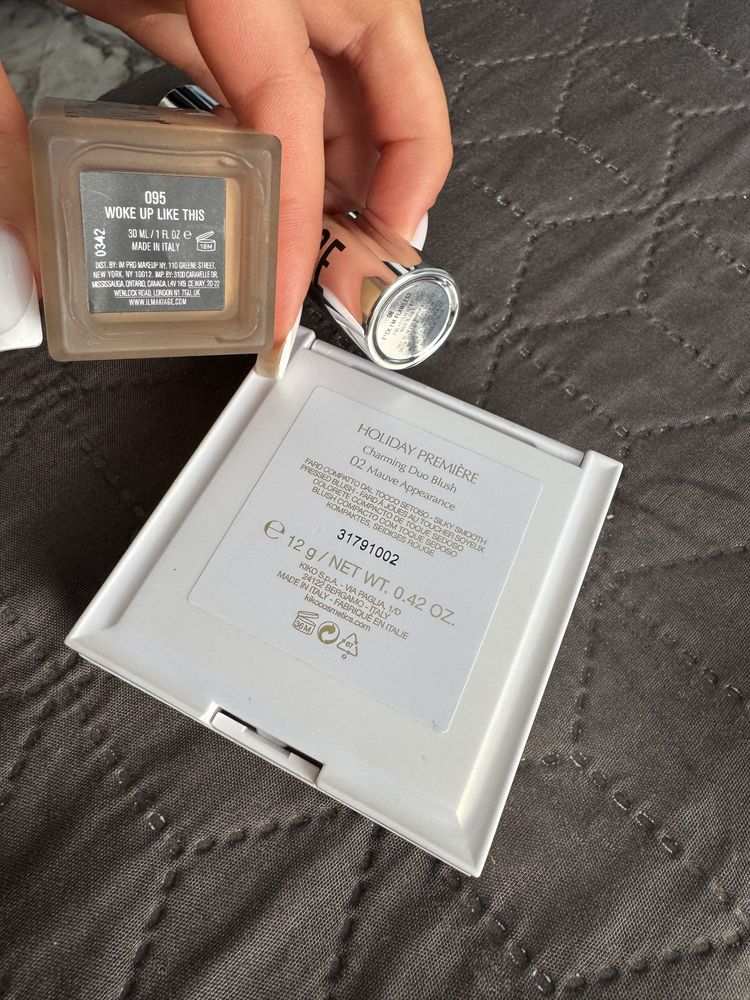 095
WOKE UP LIKE THIS
30 ML / 1 FL OZ e
MADE IN ITALY
18M
0342
DIST. BY: IM PRO MAKEUP NY, 110 GREENE STREET,
NEW YORK, NY 10012. IMP. BY: 3100 CARAVELLE DR,
MISSISSAUGA, ONTARIO, CANADA, L4V 1K9. CE WAY, 20-22
WENLOCK ROAD, LONDON N1 7GU, UK
WWW.ILMAKIAGE.COM
HOLIDAY PREMIÈRE
Charming Duo Blush
02 Mauve Appearance
FARD COMPATTO DAL TOCCO SETOSO - SILKY SMOOTH
PRESSED BLUSH - FARD À JOUES AU TOUCHER SOYEUX
COLORETE COMPACTO DE TOQUE SEDOSO
BLUSH COMPACTO COM TOQUE SEDOSO
KOMPAKTES, SEIDIGES ROUGE
31791002
e 12 g / NET WT. 0.42 OZ.
KIKO S.p.A. - VIA PAGLIA, 1/D
24122 BERGAMO - ITALY
MADE IN ITALY - FABRIQUÉ EN ITALIE
kikocosmetics.com
36M
07